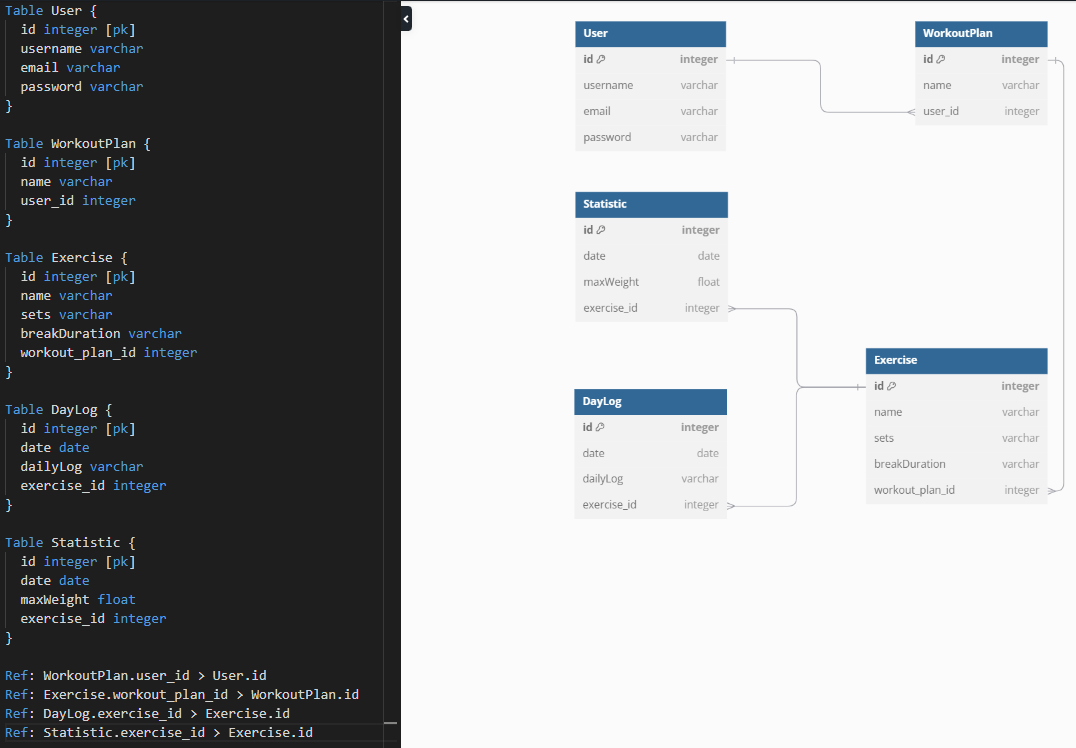 Table User {
id integer [pk]
username varchar
email varchar
password varchar
}
Table WorkoutPlan {
id integer [pk]
name varchar
user_id integer
}
Table Exercise {
id integer [pk]
name varchar
sets varchar
breakDuration varchar
workout_plan_id integer
}
Table DayLog {
id integer [pk]
date date
dailyLog varchar
exercise_id integer
}
Table Statistic {
id integer [pk]
date date
maxWeight float
exercise_id integer
}
Ref: WorkoutPlan.user_id > User.id
Ref: Exercise.workout_plan_id > WorkoutPlan.id
Ref: DayLog.exercise_id > Exercise.id
Ref: Statistic.exercise_id > Exercise.id
User
id integer
username varchar
email varchar
password varchar
WorkoutPlan
id integer
name varchar
user_id integer
Statistic
id integer
date date
maxWeight float
exercise_id integer
Exercise
id integer
name varchar
sets varchar
breakDuration varchar
workout_plan_id integer
DayLog
id integer
date date
dailyLog varchar
exercise_id integer